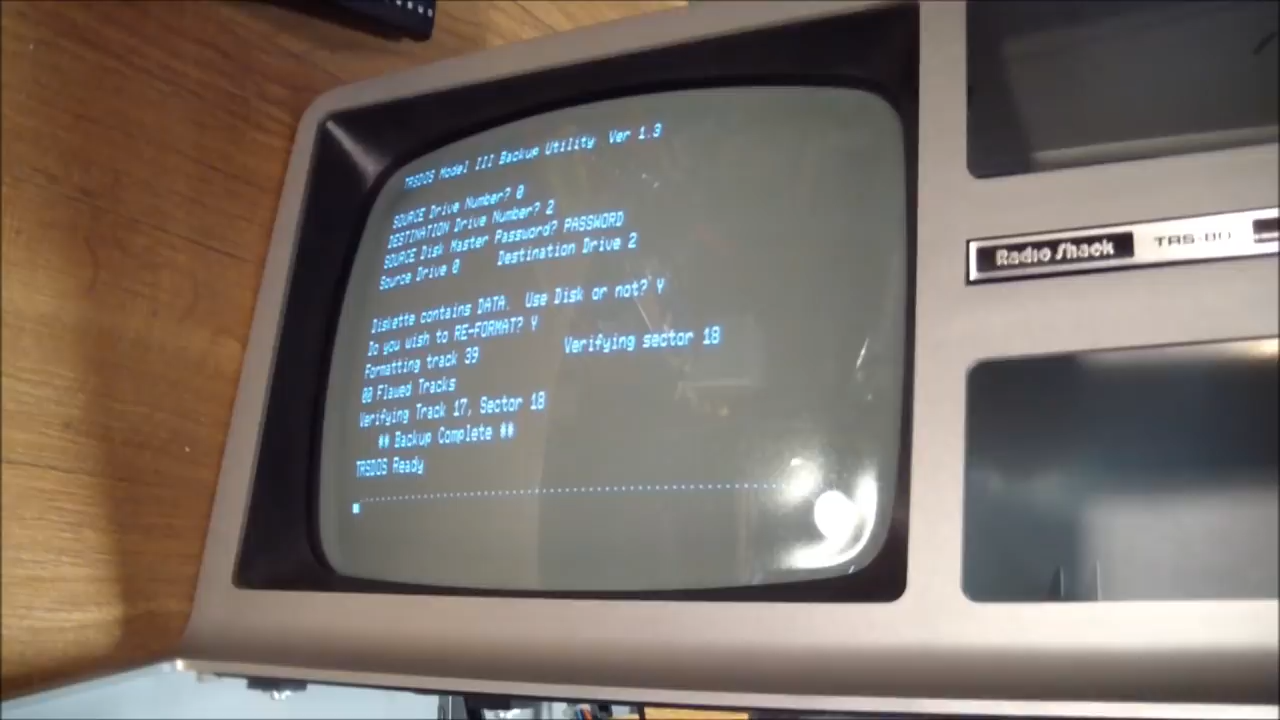 TRSDOS Model III Backup Utility  Ver 1.3
SOURCE Drive Number? 0
DESTINATION Drive Number? 2
SOURCE Disk Master Password? PASSWORD
Source Drive 0     Destination Drive 2
Diskette contains DATA.  Use Disk or not? Y
Do you wish to RE-FORMAT? Y
Formatting track 39          Verifying sector 18
00 Flawed Tracks
Verifying Track 17, Sector 18
** Backup Complete **
TRSDOS Ready
................................................
Radio Shack TRS-80